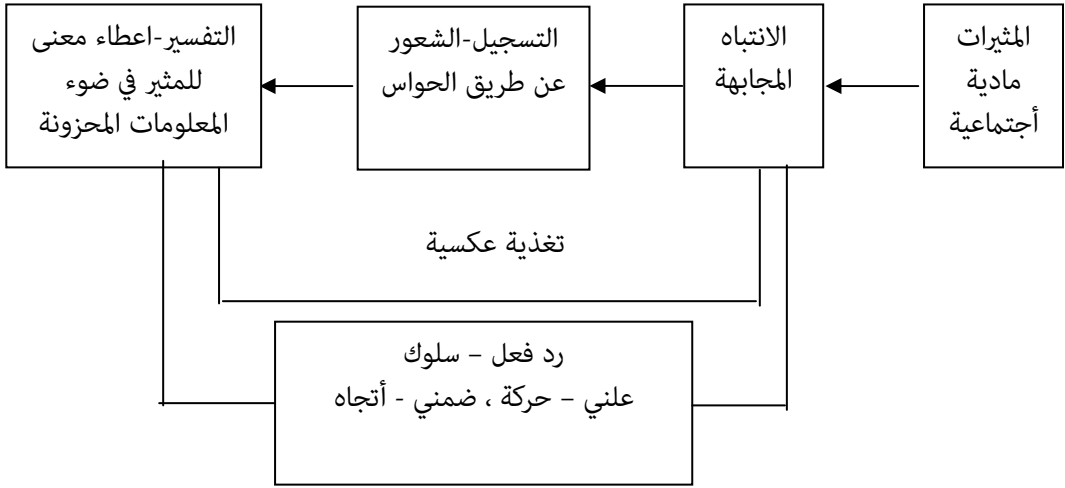 المثيرات
مادية
أجتماعية
الانتباه
المجابهة
التسجيل-الشعور
عن طريق الحواس
التفسير-اعطاء معنى
للمثير في ضوء
المعلومات المحزونة
تغذية عكسية
رد فعل – سلوك
علني – حركة ، ضمني - أتجاه